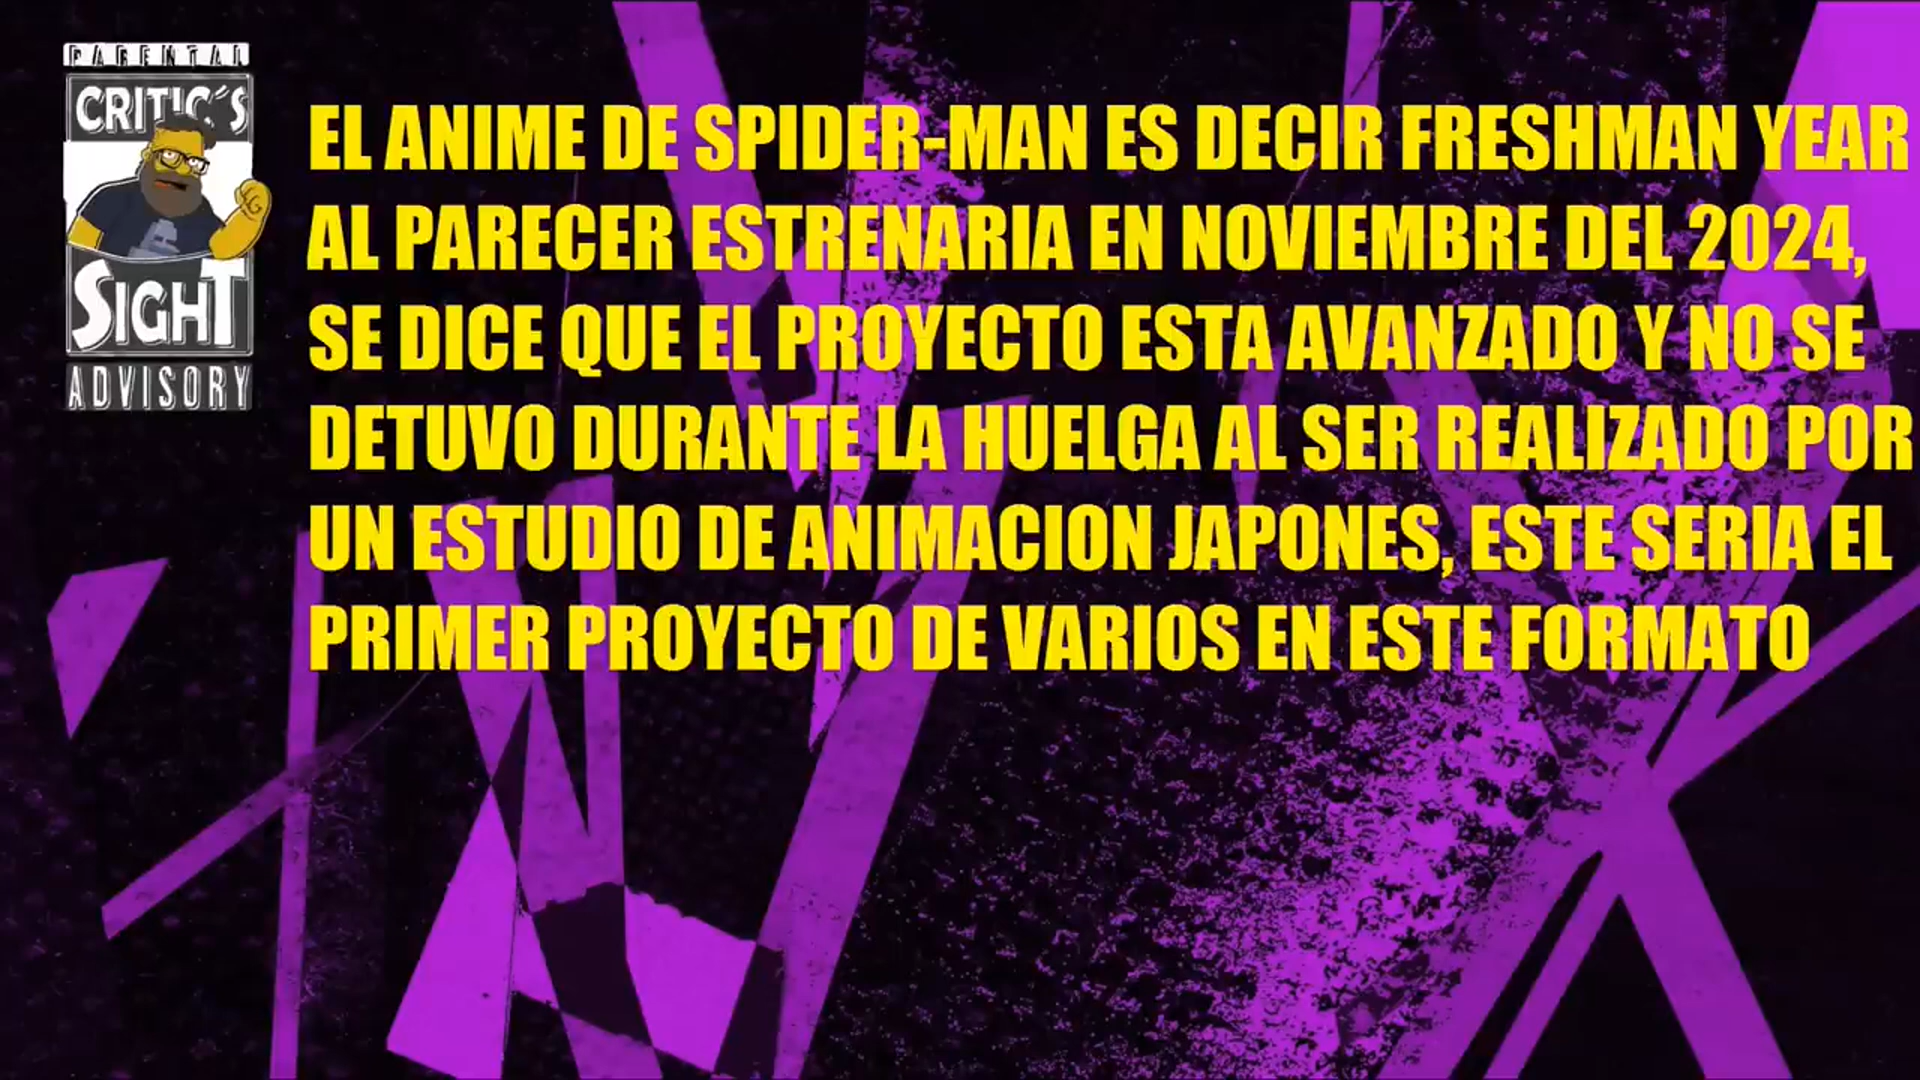 PARENTAL
CRITIC´S
SIGHT
ADVISORY
EL ANIME DE SPIDER-MAN ES DECIR FRESHMAN YEAR
AL PARECER ESTRENARIA EN NOVIEMBRE DEL 2024,
SE DICE QUE EL PROYECTO ESTA AVANZADO Y NO SE
DETUVO DURANTE LA HUELGA AL SER REALIZADO POR
UN ESTUDIO DE ANIMACION JAPONES, ESTE SERIA EL
PRIMER PROYECTO DE VARIOS EN ESTE FORMATO